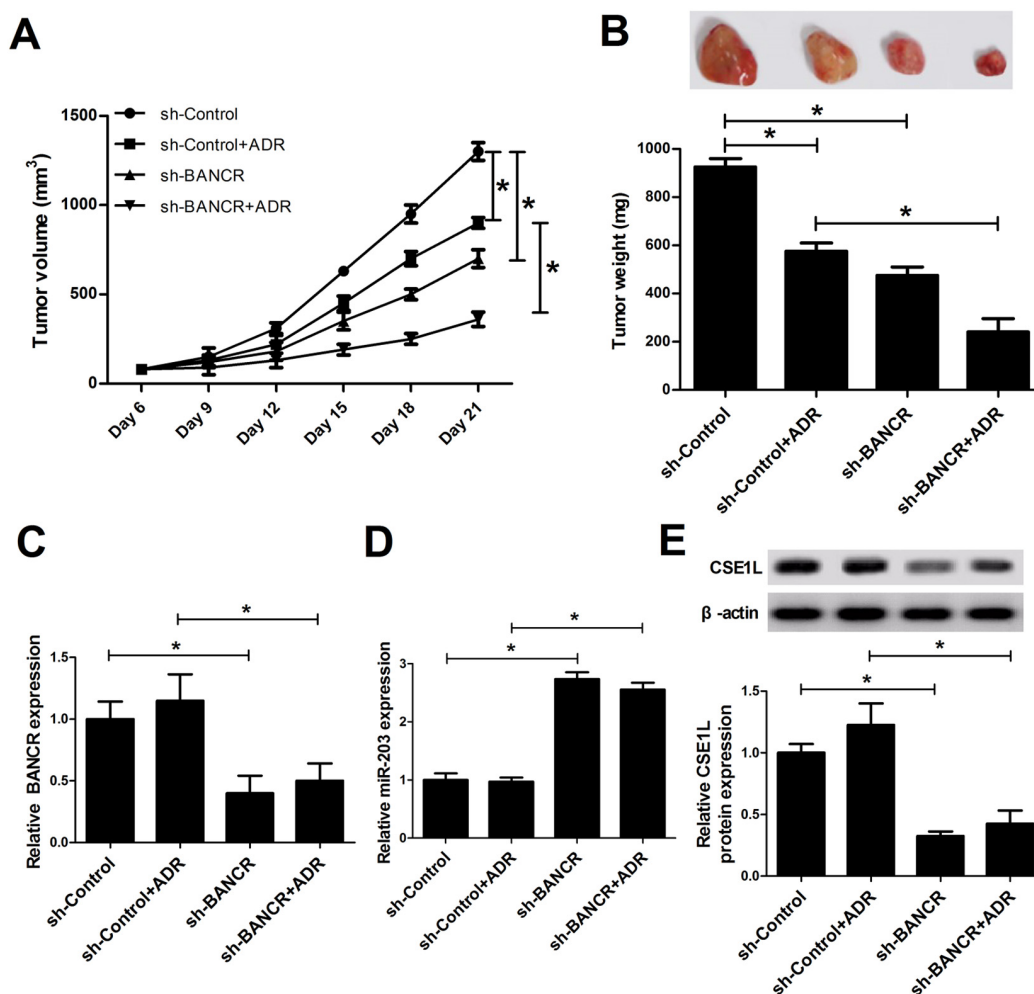 A
Tumor volume (mm3)
1500
1000
500
0
sh-Control
sh-Control+ADR
sh-BANCR
sh-BANCR+ADR
*
*
*
Day 6
Day 9
Day 12
Day 15
Day 18
Day 21
B
*
*
*
Tumor weight (mg)
1000
800
600
400
200
0
sh-Control
sh-Control+ADR
sh-BANCR
sh-BANCR+ADR
C
*
*
Relative BANCR expression
1.5
1.0
0.5
0.0
sh-Control
sh-Control+ADR
sh-BANCR
sh-BANCR+ADR
D
*
*
Relative miR-203 expression
3
2
1
0
sh-Control
sh-Control+ADR
sh-BANCR
sh-BANCR+ADR
E
CSE1L
β -actin
*
*
Relative CSE1L
protein expression
1.5
1.0
0.5
0.0
sh-Control
sh-Control+ADR
sh-BANCR
sh-BANCR+ADR